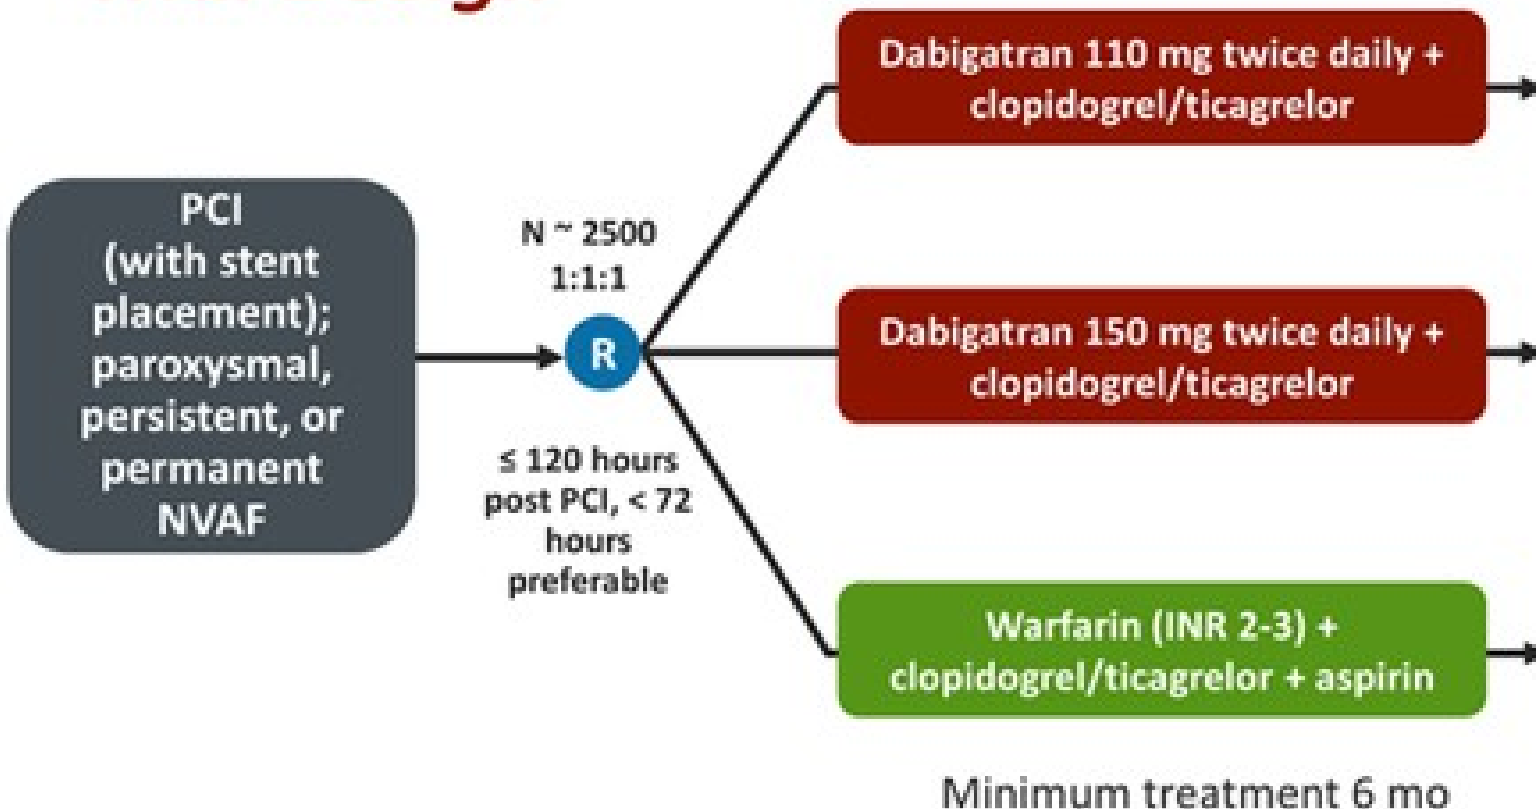 Dabigatran 110 mg twice daily +
clopidogrel/ticagrelor
PCI
(with stent
placement);
paroxysmal,
persistent, or
permanent
NVAF
N ~ 2500
1:1:1
R
≤ 120 hours
post PCI, < 72
hours
preferable
Dabigatran 150 mg twice daily +
clopidogrel/ticagrelor
Warfarin (INR 2-3) +
clopidogrel/ticagrelor + aspirin
Minimum treatment 6 mo